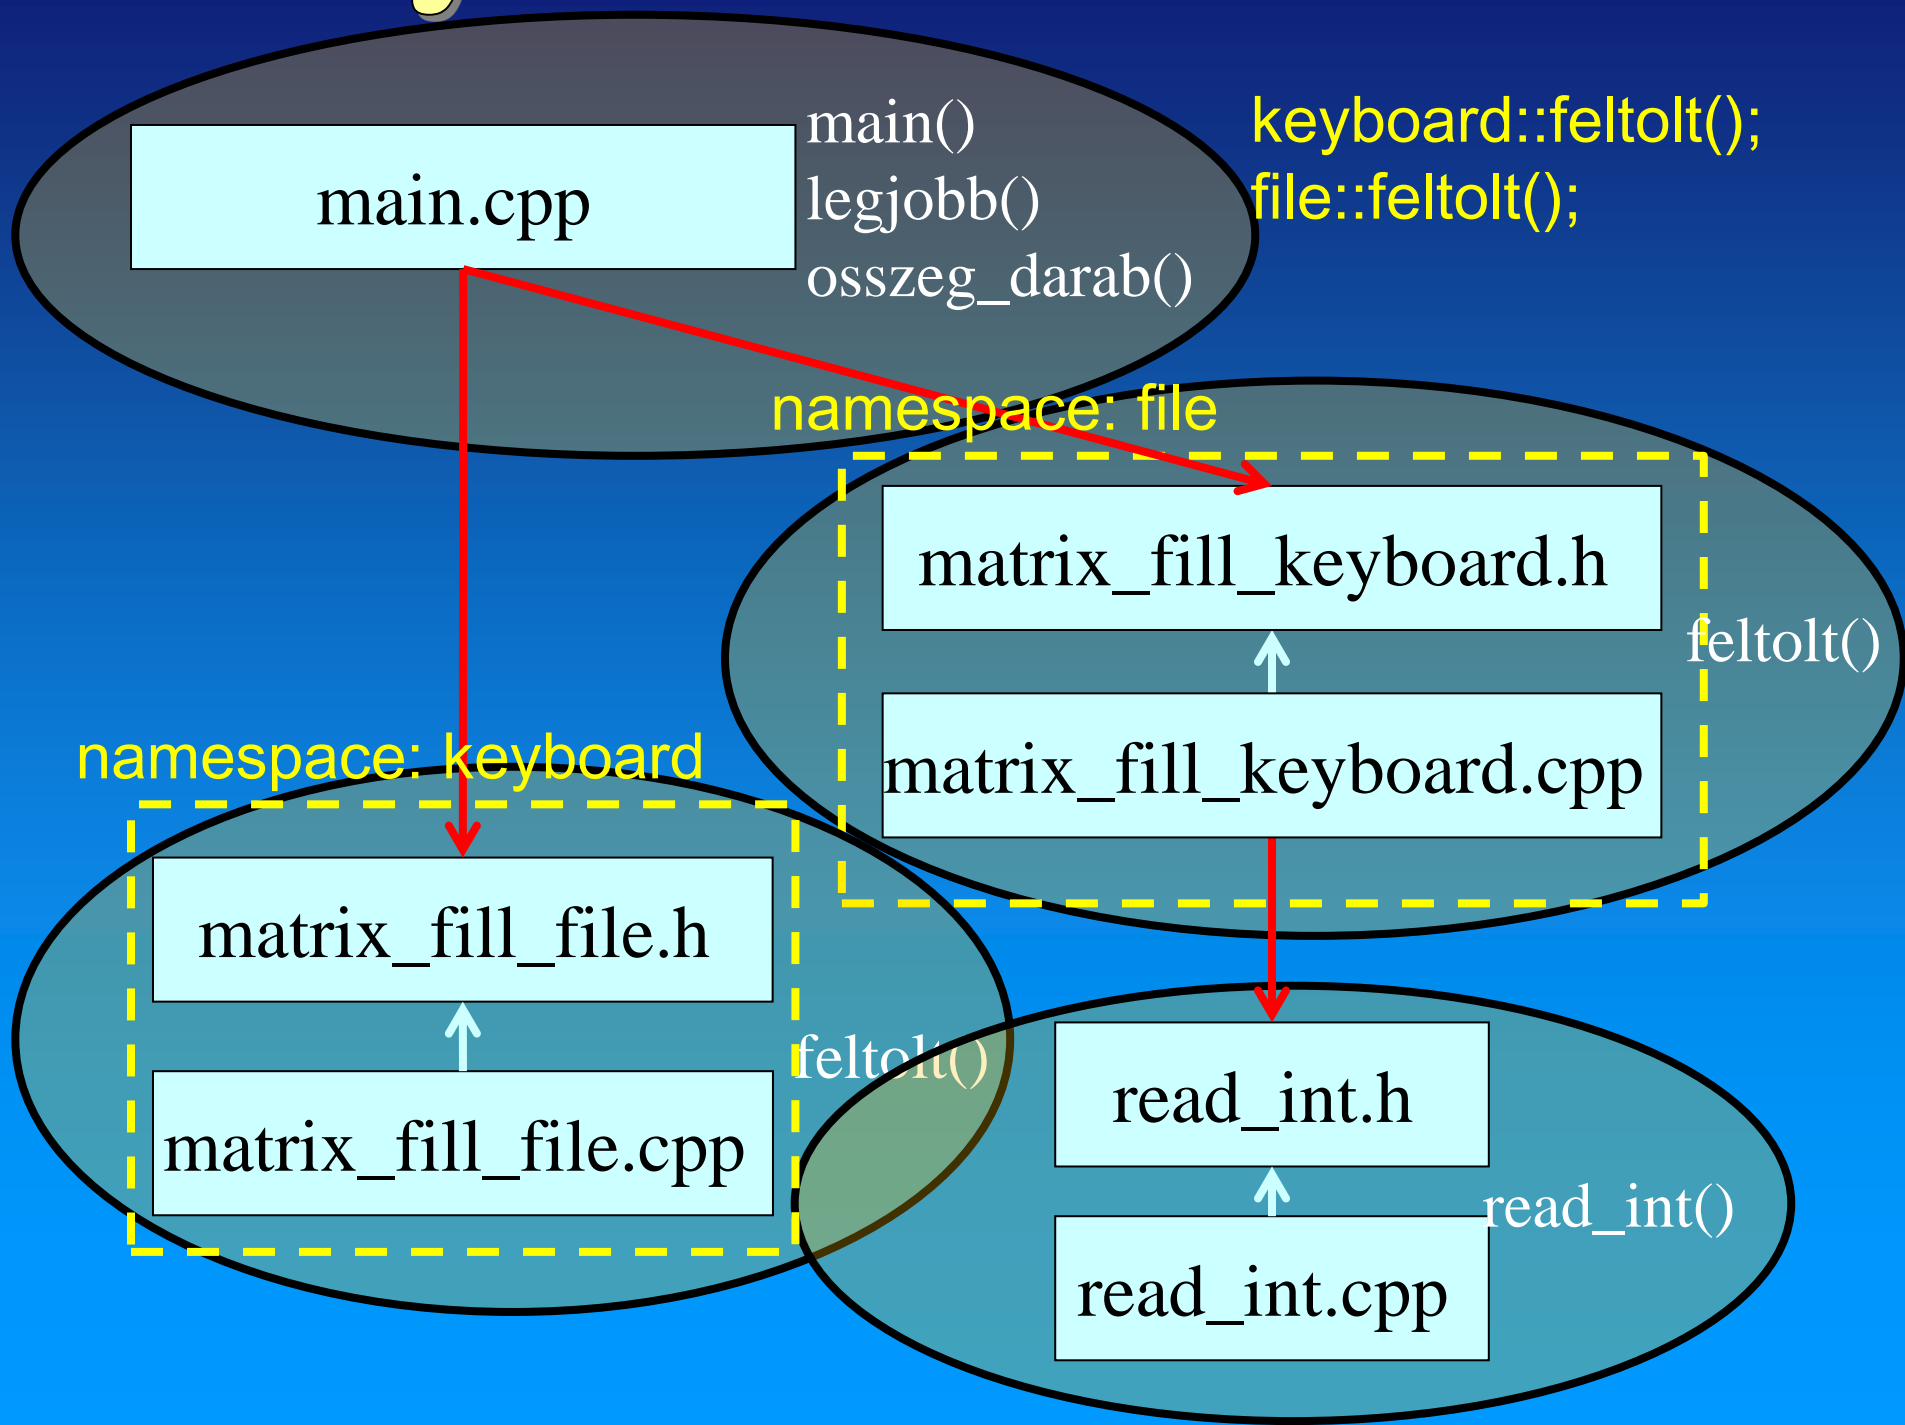 main.cpp
main()
legjobb()
osszeg_darab()
keyboard::feltolt();
file::feltolt();
namespace: file
matrix_fill_keyboard.h
feltolt()
matrix_fill_keyboard.cpp
namespace: keyboard
matrix_fill_file.h
feltolt()
matrix_fill_file.cpp
read_int.h
read_int()
read_int.cpp